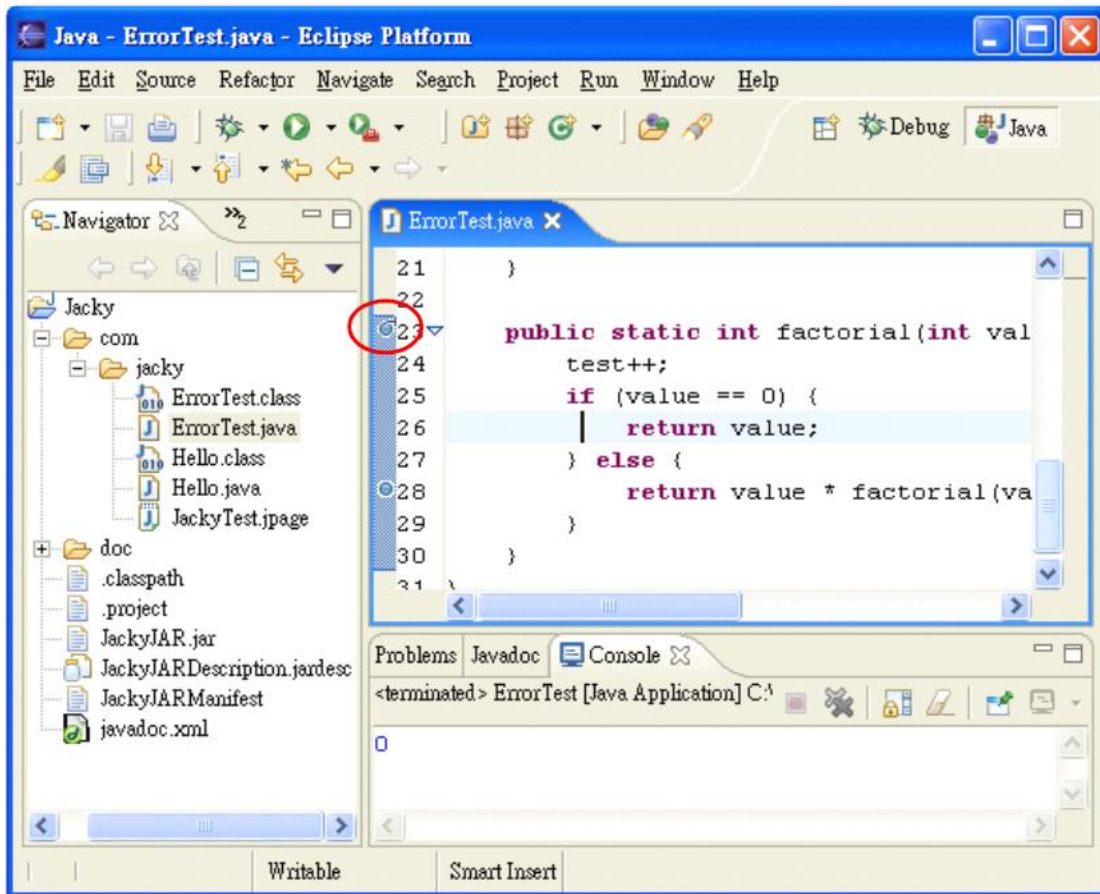 Java - ErrorTest.java - Eclipse Platform
File Edit Source Refactor Navigate Search Project Run Window Help
Debug Java
Navigator 2
ErrorTest.java
Jacky
com
jacky
ErrorTest.class
ErrorTest.java
Hello.class
Hello.java
JackyTest.jpage
doc
.classpath
.project
JackyJAR.jar
JackyJARDescription.jardesc
JackyJARManifest
javadoc.xml
21 }
22
23 public static int factorial(int val
24 test++;
25 if (value == 0) {
26 return value;
27 } else {
28 return value * factorial(va
29 }
30 }
31 }
Problems Javadoc Console
<terminated> ErrorTest [Java Application] C:\
0
Writable Smart Insert